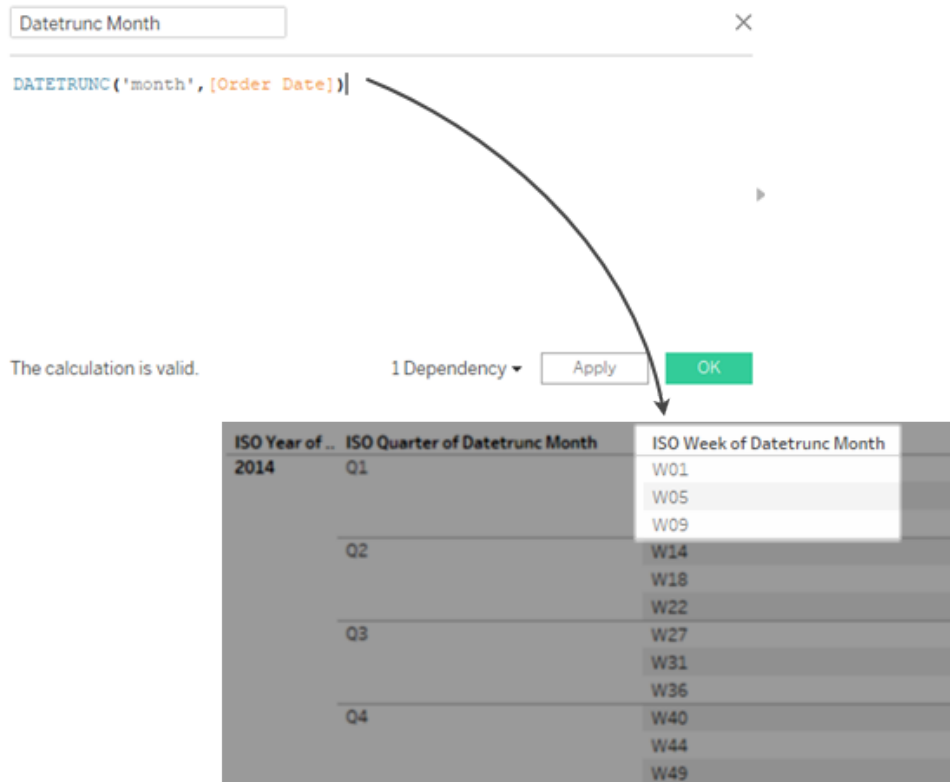 Datetrunc Month
DATETRUNC('month',[Order Date])
The calculation is valid. 1 Dependency Apply OK
ISO Year of .. ISO Quarter of Datetrunc Month ISO Week of Datetrunc Month
2014 Q1 W01
W05
W09
Q2 W14
W18
W22
Q3 W27
W31
W36
Q4 W40
W44
W49